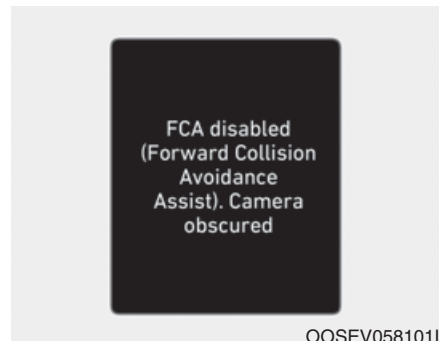 FCA disabled
(Forward Collision
Avoidance
Assist). Camera
obscured
OOSEV058101L